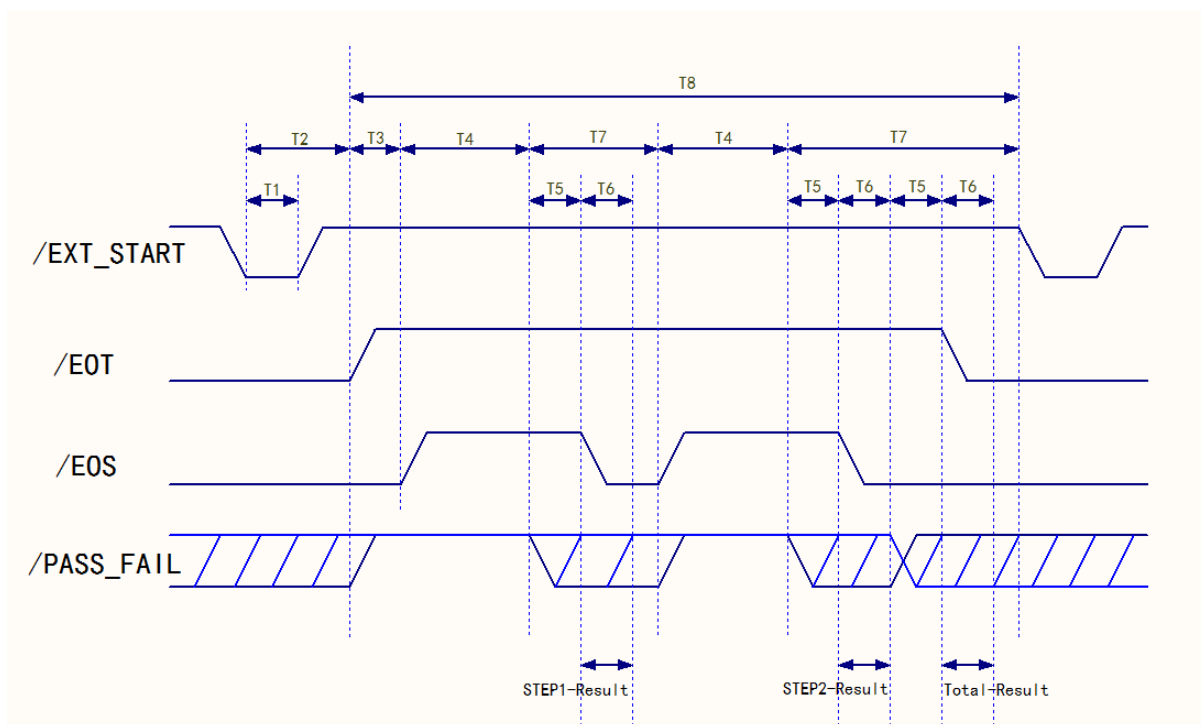 T8
T2 T3 T4 T7 T4 T7
T1 T5 T6 T5 T6 T5 T6
/EXT_START
/EOT
/EOS
/PASS_FAIL
STEP1-Result STEP2-Result Total-Result